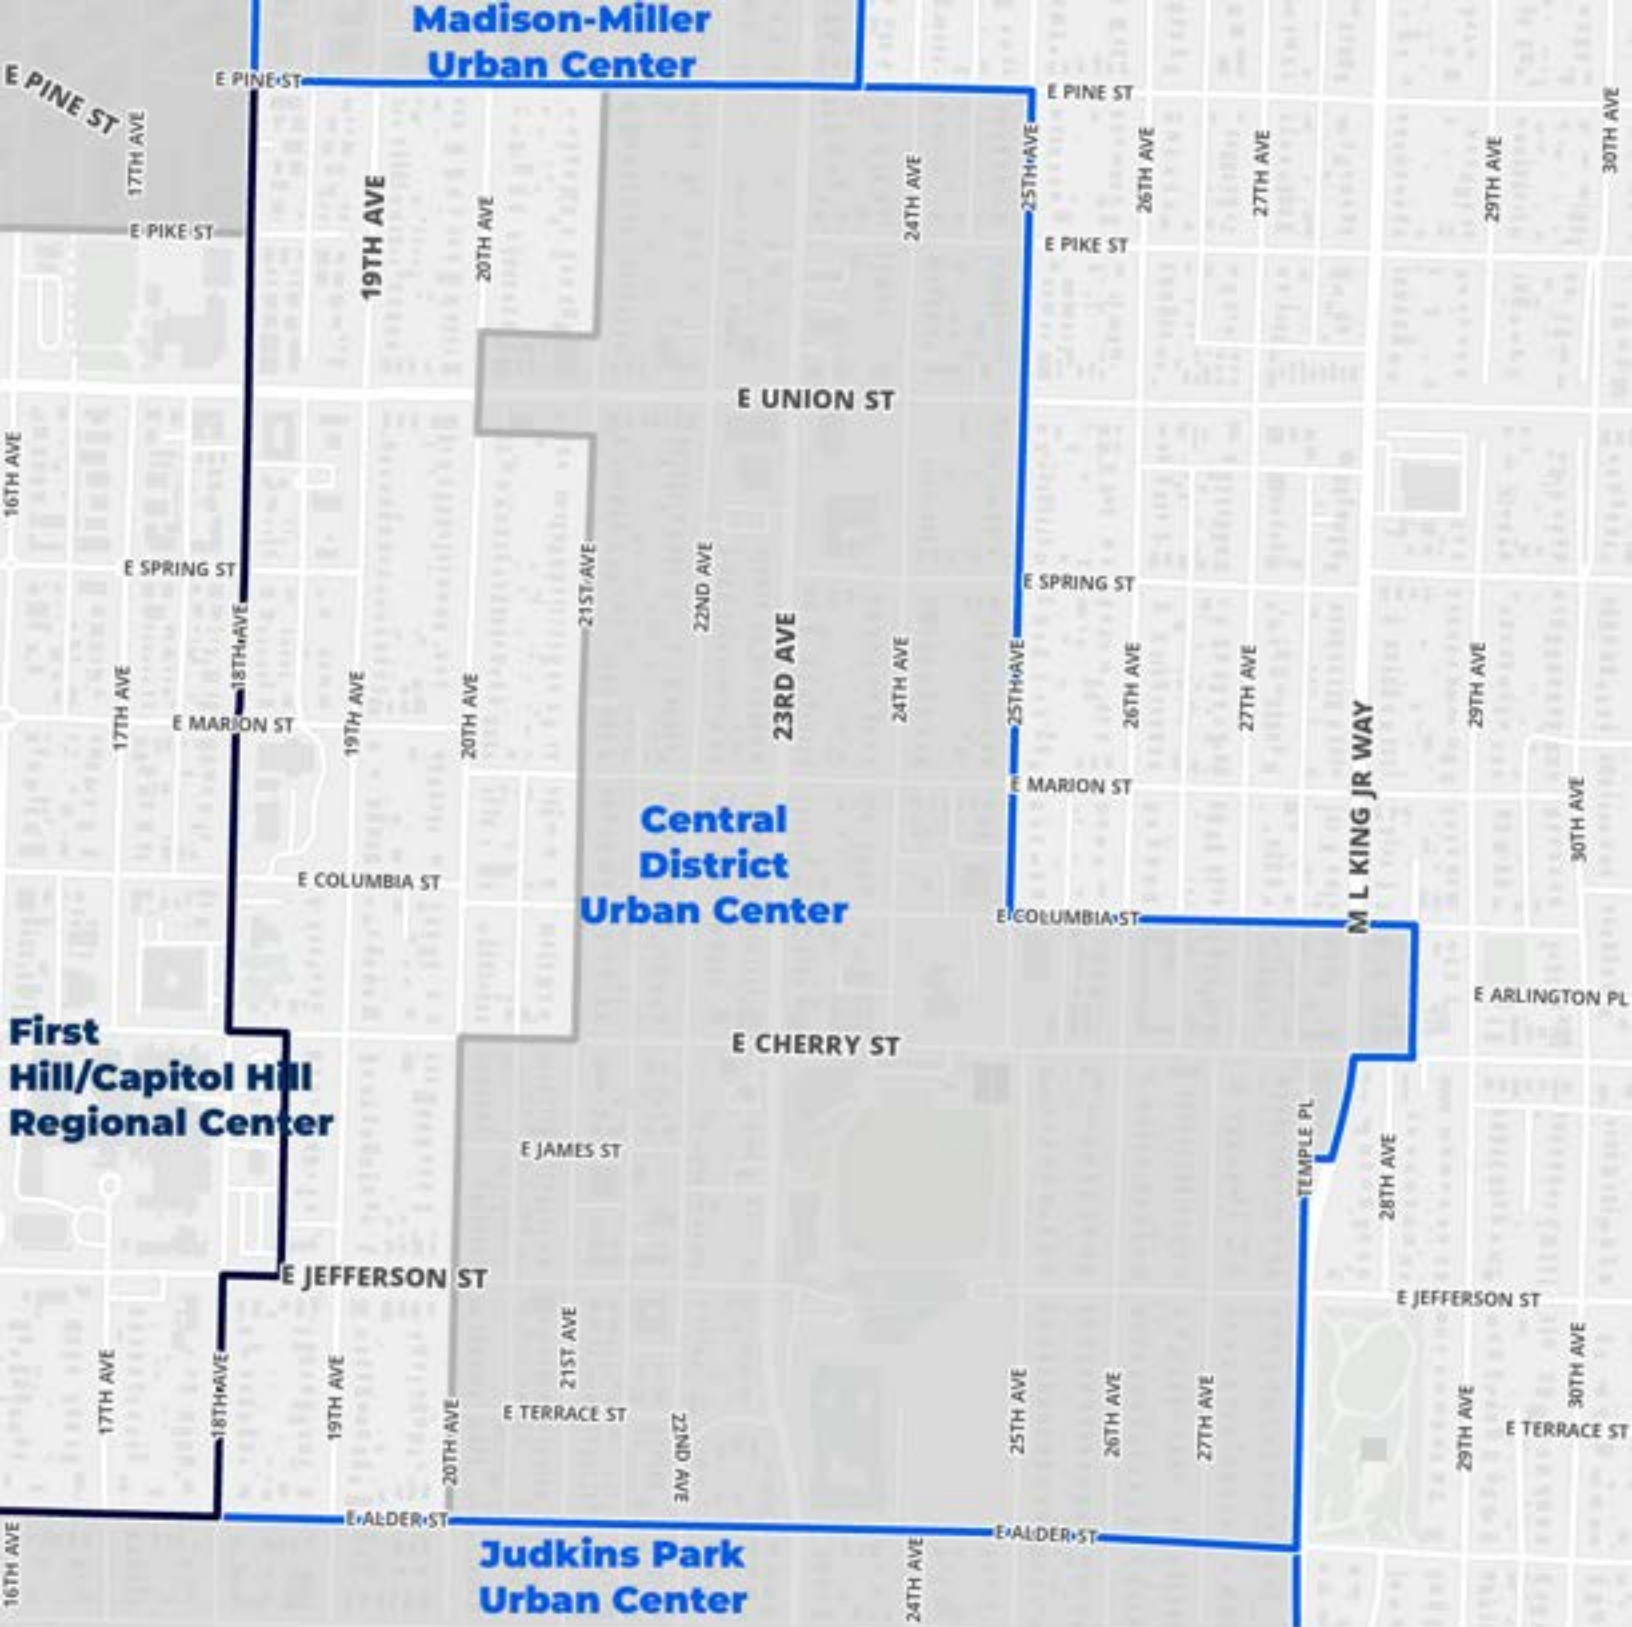 Madison-Miller
Urban Center
E PINE ST
E PINE ST
E PINE ST
17TH AVE
19TH AVE
20TH AVE
24TH AVE
25TH AVE
26TH AVE
27TH AVE
29TH AVE
30TH AVE
E PIKE ST
E PIKE ST
E UNION ST
16TH AVE
E SPRING ST
21ST AVE
22ND AVE
E SPRING ST
18TH AVE
17TH AVE
19TH AVE
20TH AVE
23RD AVE
24TH AVE
25TH AVE
26TH AVE
27TH AVE
29TH AVE
E MARION ST
E MARION ST
M L KING JR WAY
30TH AVE
Central
District
Urban Center
E COLUMBIA ST
E COLUMBIA ST
E ARLINGTON PL
First
Hill/Capitol Hill
Regional Center
E CHERRY ST
E JAMES ST
TEMPLE PL
28TH AVE
E JEFFERSON ST
E JEFFERSON ST
17TH AVE
18TH AVE
19TH AVE
20TH AVE
21ST AVE
22ND AVE
25TH AVE
26TH AVE
27TH AVE
29TH AVE
30TH AVE
E TERRACE ST
E TERRACE ST
E ALDER ST
E ALDER ST
16TH AVE
Judkins Park
Urban Center
24TH AVE